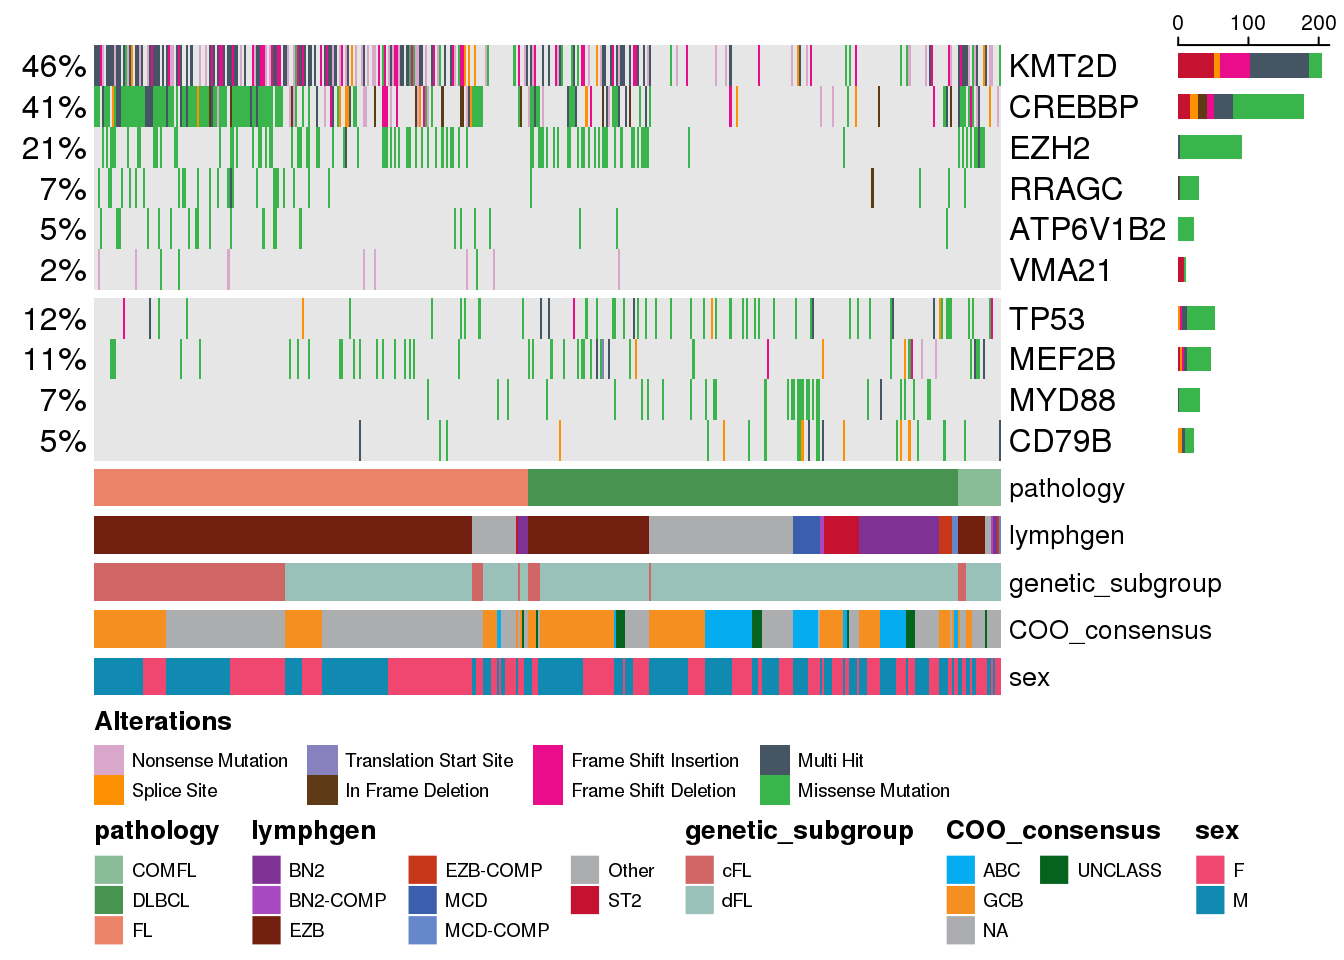 0 100 200
46% KMT2D
41% CREBBP
21% EZH2
7% RRAGC
5% ATP6V1B2
2% VMA21
12% TP53
11% MEF2B
7% MYD88
5% CD79B
pathology
lymphgen
genetic_subgroup
COO_consensus
sex
Alterations
Nonsense Mutation Translation Start Site Frame Shift Insertion Multi Hit
Splice Site In Frame Deletion Frame Shift Deletion Missense Mutation
pathology lymphgen genetic_subgroup COO_consensus sex
COMFL BN2 EZB-COMP Other cFL ABC UNCLASS F
DLBCL BN2-COMP MCD ST2 dFL GCB M
FL EZB MCD-COMP NA